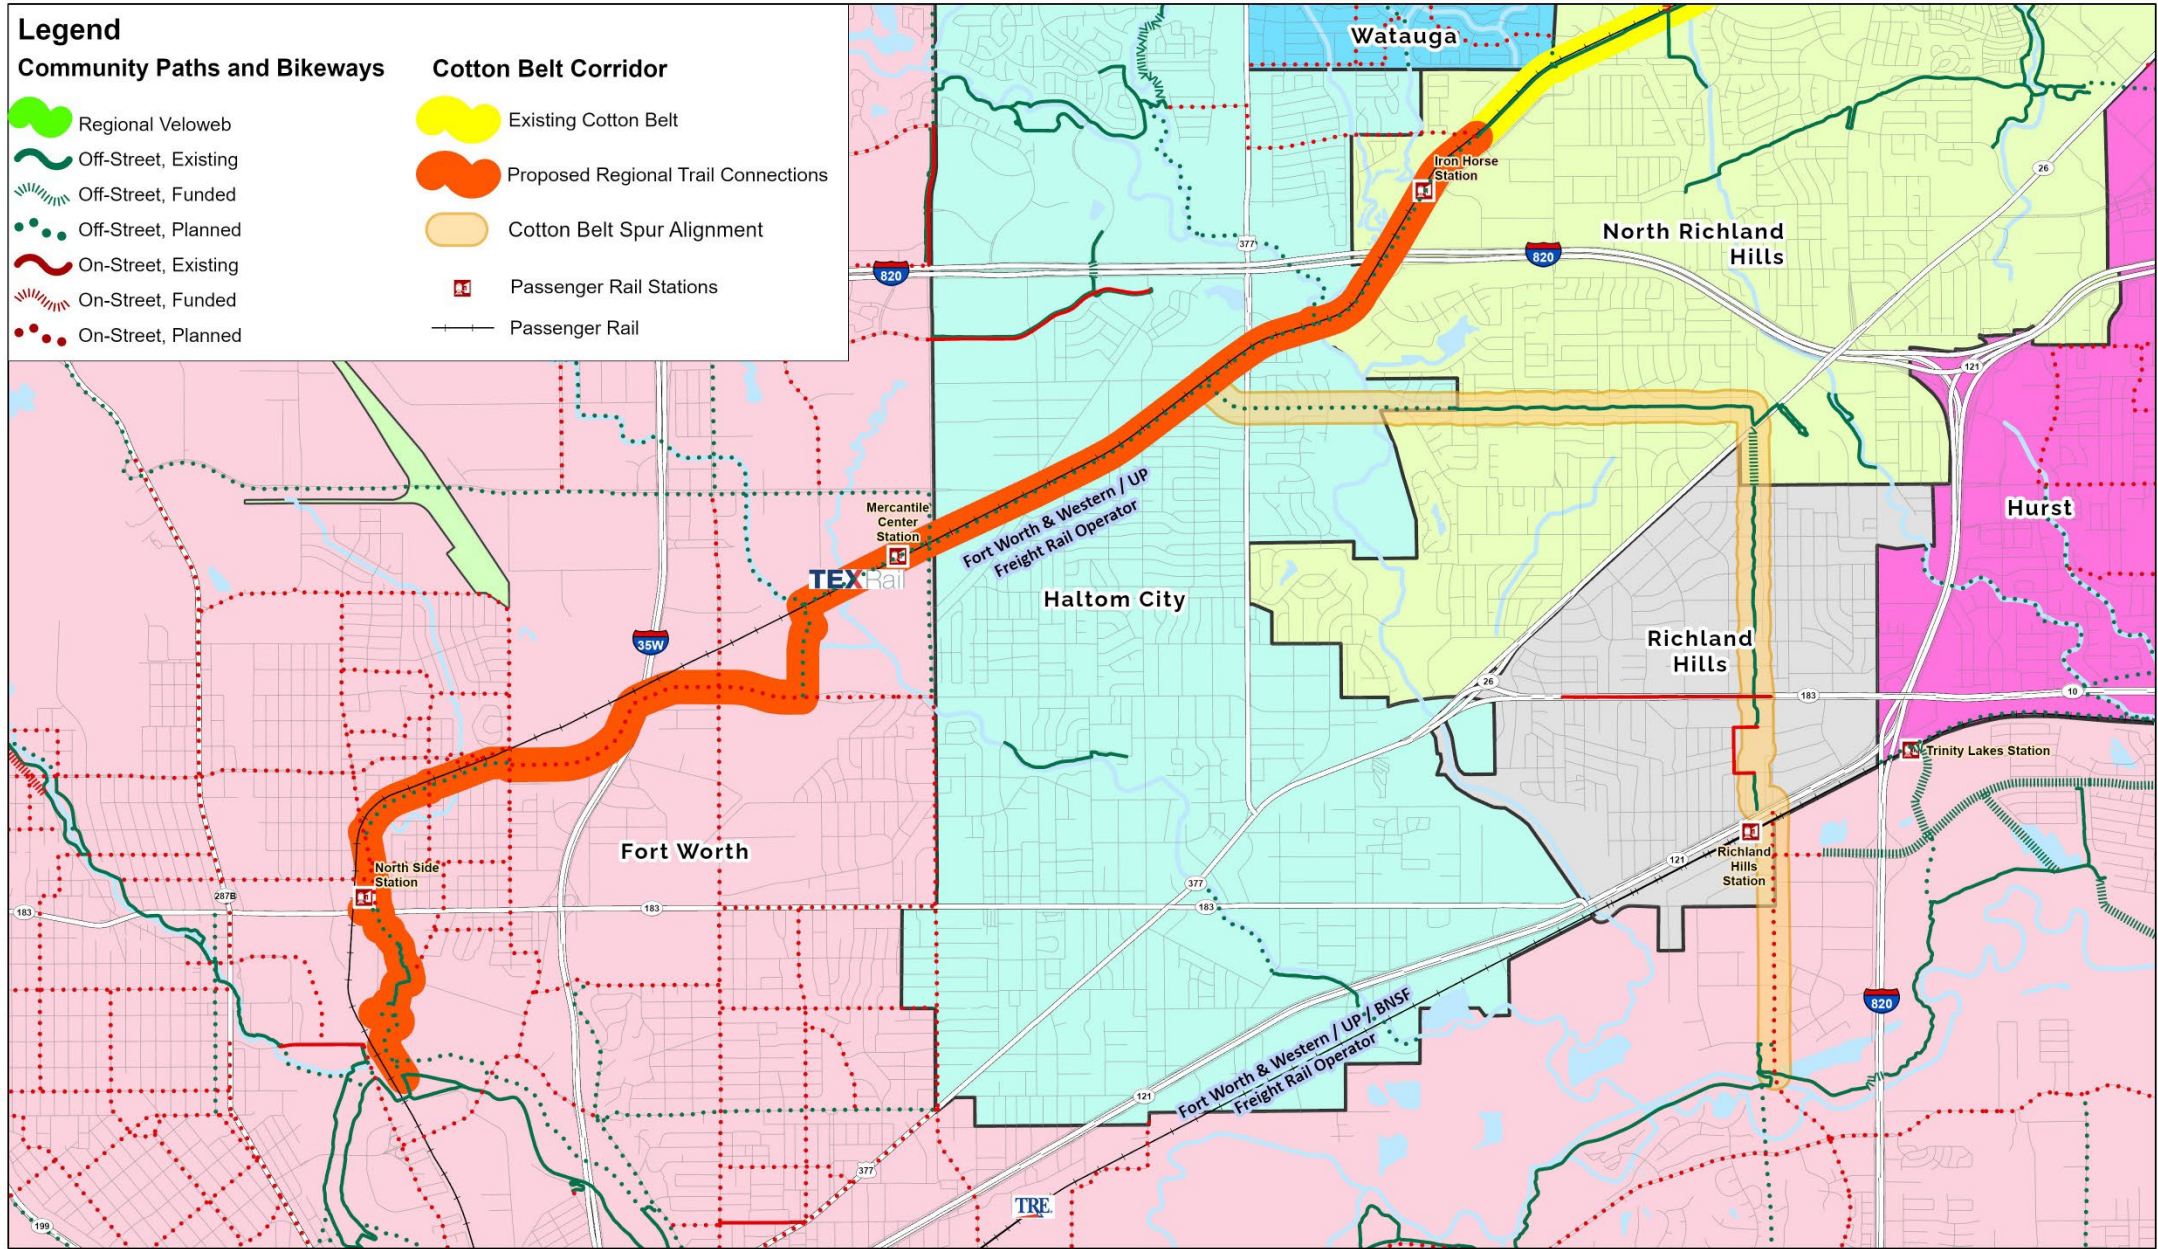 Legend
Community Paths and Bikeways
Regional Veloweb
Off-Street, Existing
Off-Street, Funded
Off-Street, Planned
On-Street, Existing
On-Street, Funded
On-Street, Planned
Cotton Belt Corridor
Existing Cotton Belt
Proposed Regional Trail Connections
Cotton Belt Spur Alignment
Passenger Rail Stations
Passenger Rail
Watauga
Iron Horse
Station
26
North Richland
Hills
377
820
820
121
Mercantile
Center
Station
Fort Worth & Western / UP
Freight Rail Operator
Hurst
TEXRail
Haltom City
35W
Richland
Hills
26
183
10
Trinity Lakes Station
Fort Worth
North Side
Station
Richland
Hills
Station
121
287B
377
183
183
183
820
Fort Worth & Western / UP / BNSF
Freight Rail Operator
121
377
TRE
199